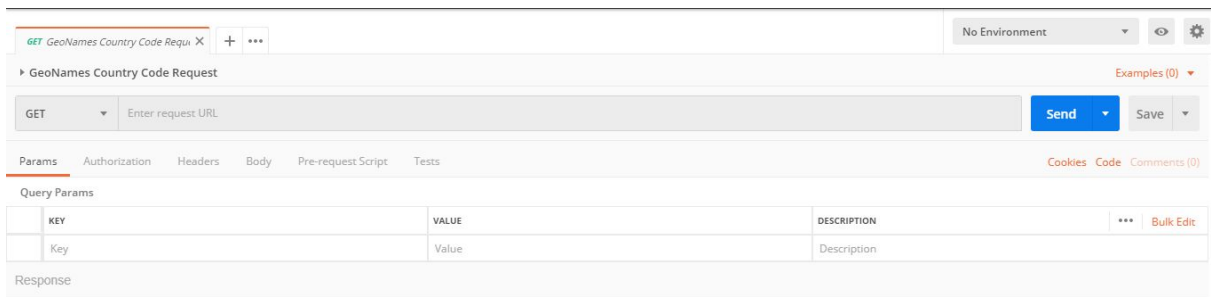 GET GeoNames Country Code Requ
No Environment
GeoNames Country Code Request
Examples (0)
GET
Enter request URL
Send
Save
Params Authorization Headers Body Pre-request Script Tests
Cookies Code Comments (0)
Query Params
KEY VALUE DESCRIPTION
Bulk Edit
Key Value Description
Response